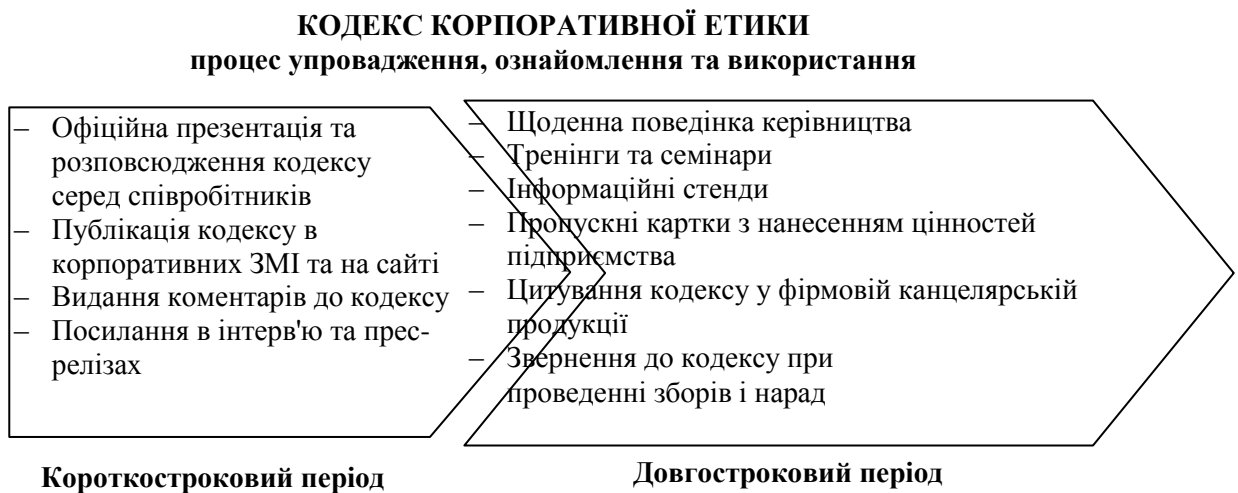 КОДЕКС КОРПОРАТИВНОЇ ЕТИКИ
процес упровадження, ознайомлення та використання
– Офіційна презентація та
розповсюдження кодексу
серед співробітників
– Публікація кодексу в
корпоративних ЗМІ та на сайті
– Видання коментарів до кодексу
– Посилання в інтерв'ю та прес-
релізах
– Щоденна поведінка керівництва
– Тренінги та семінари
– Інформаційні стенди
– Пропускні картки з нанесенням цінностей
підприємства
– Цитування кодексу у фірмовій канцелярській
продукції
– Звернення до кодексу при
проведенні зборів і нарад
Короткостроковий період
Довгостроковий період